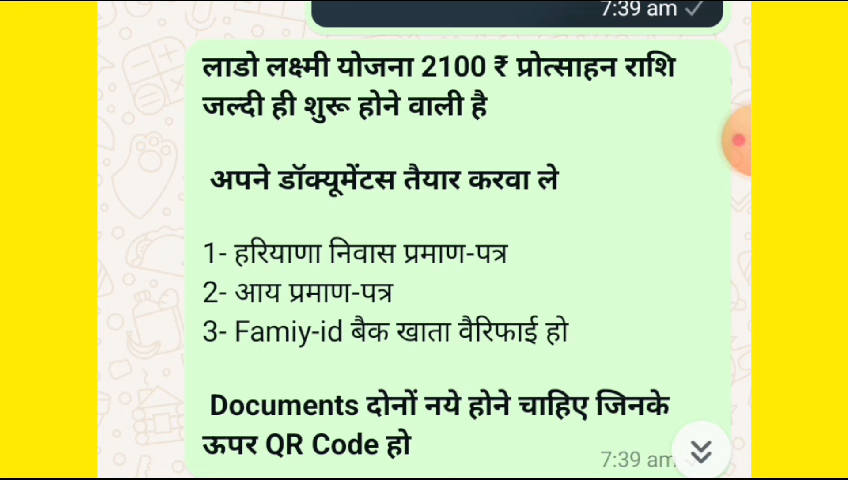 7:39 am
लाडो लक्ष्मी योजना 2100 ₹ प्रोत्साहन राशि
जल्दी ही शुरू होने वाली है
अपने डॉक्यूमेंटस तैयार करवा ले
1- हरियाणा निवास प्रमाण-पत्र
2- आय प्रमाण-पत्र
3- Famiy-id बैक खाता वैरिफाई हो
Documents दोनों नये होने चाहिए जिनके
ऊपर QR Code हो
7:39 am